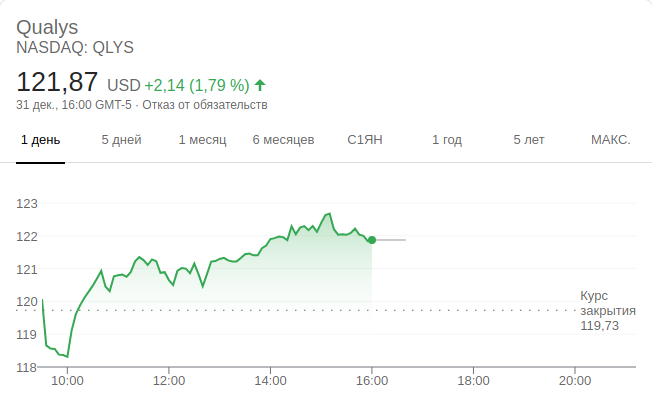 Qualys
NASDAQ: QLYS
121,87 USD +2,14 (1,79 %)
31 дек., 16:00 GMT-5 · Отказ от обязательств
1 день 5 дней 1 месяц 6 месяцев С1ЯН 1 год 5 лет МАКС.
123
122
121
120
119
118
Курс
закрытия
119,73
10:00 12:00 14:00 16:00 18:00 20:00